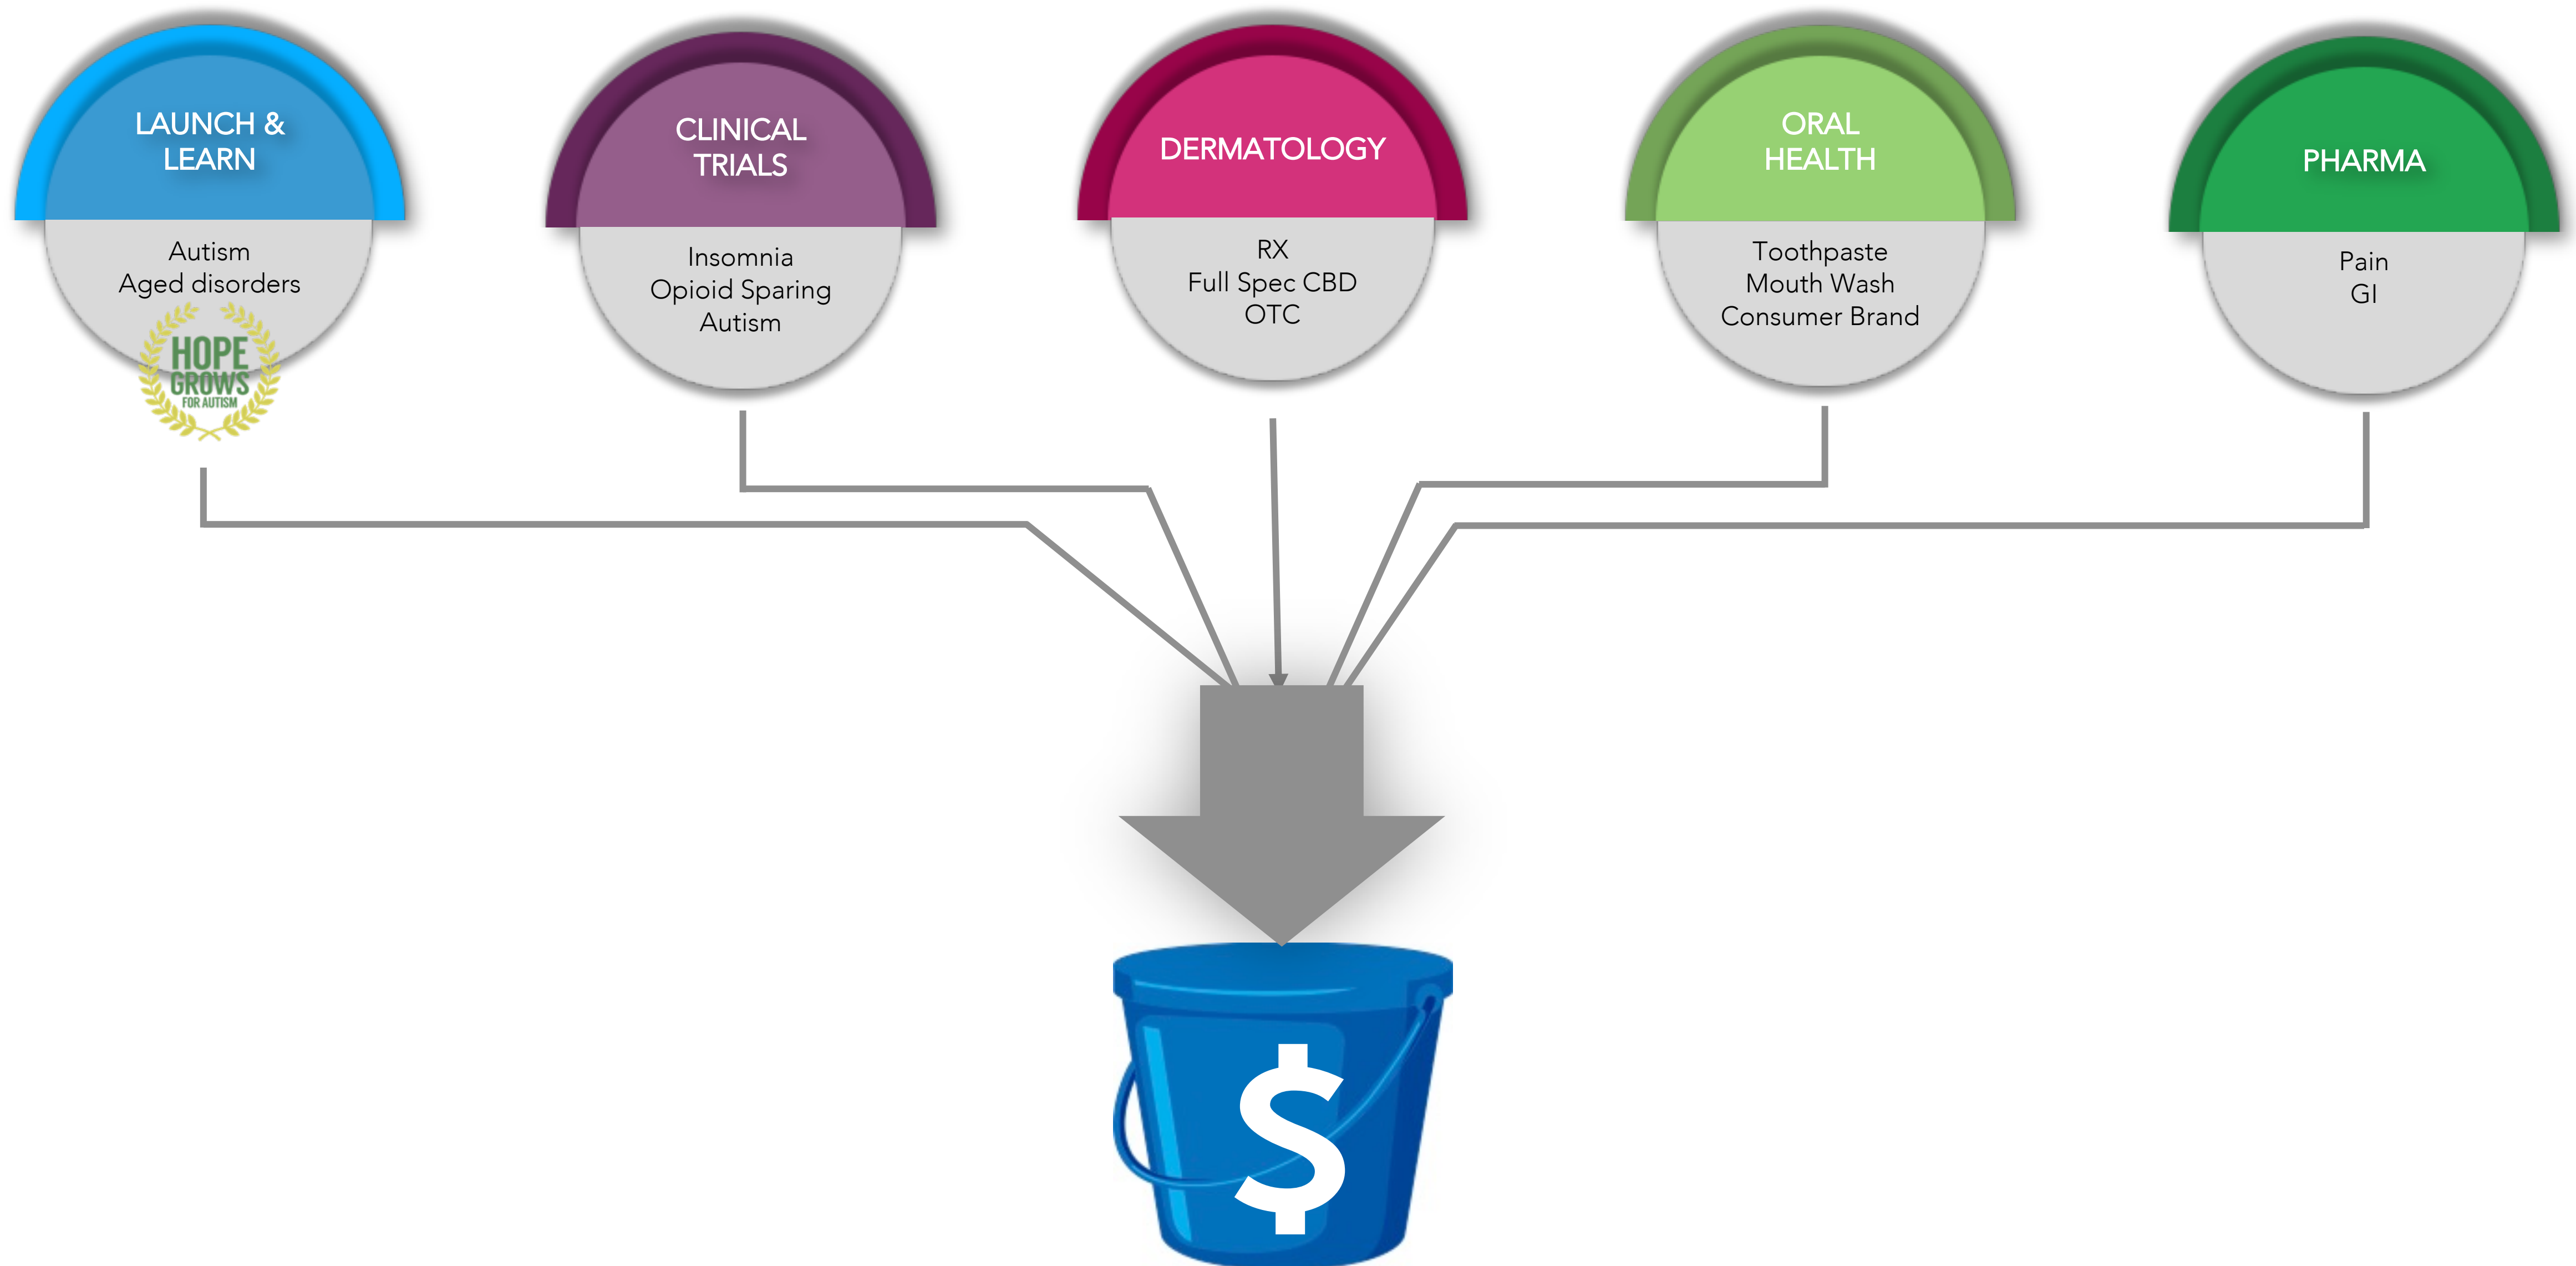 LAUNCH &
LEARN
Autism
Aged disorders
HOPE
GROWS
FOR AUTISM
CLINICAL
TRIALS
Insomnia
Opioid Sparing
Autism
DERMATOLOGY
RX
Full Spec CBD
OTC
ORAL
HEALTH
Toothpaste
Mouth Wash
Consumer Brand
PHARMA
Pain
GI
$